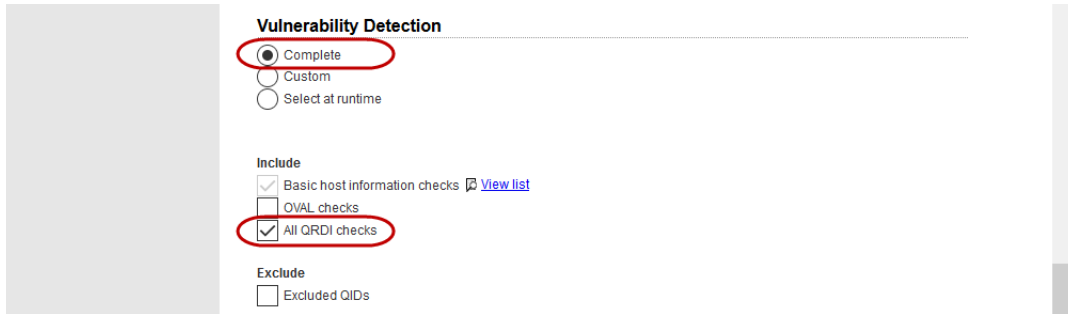 Vulnerability Detection
Complete
Custom
Select at runtime
Include
Basic host information checks View list
OVAL checks
All QRDI checks
Exclude
Excluded QIDs